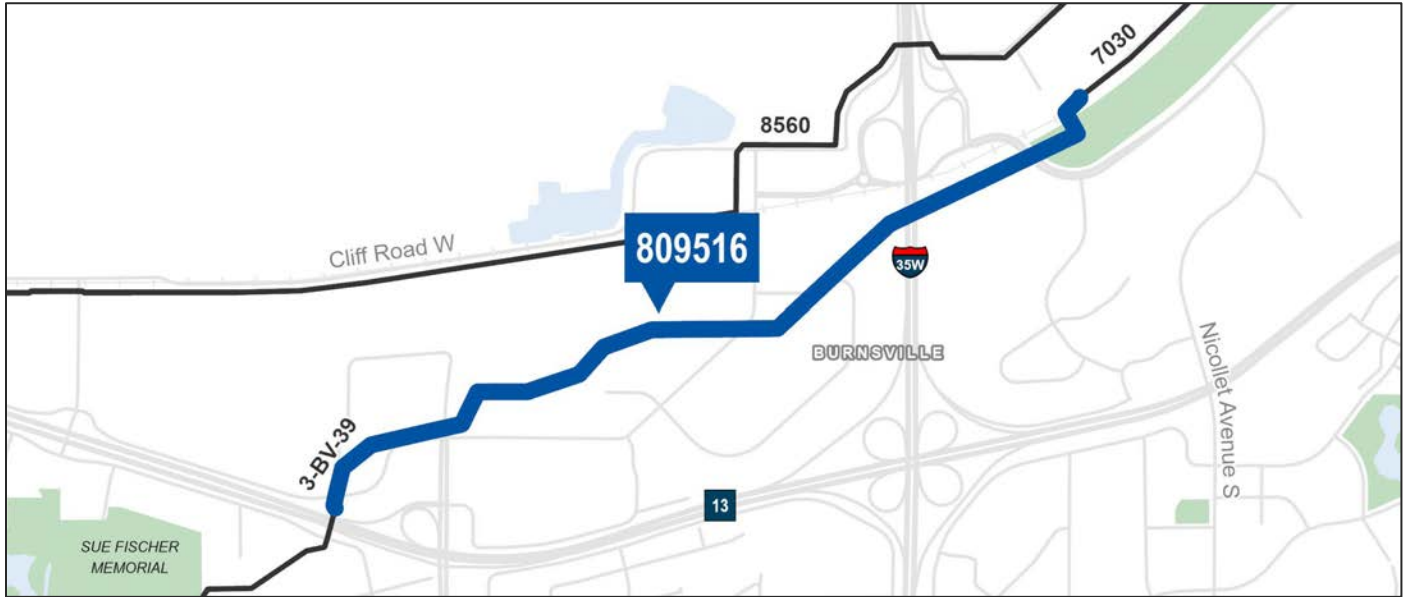 7030
8560
Cliff Road W
809516
35W
BURNSVILLE
Nicollet Avenue S
3-BV-39
13
SUE FISCHER
MEMORIAL